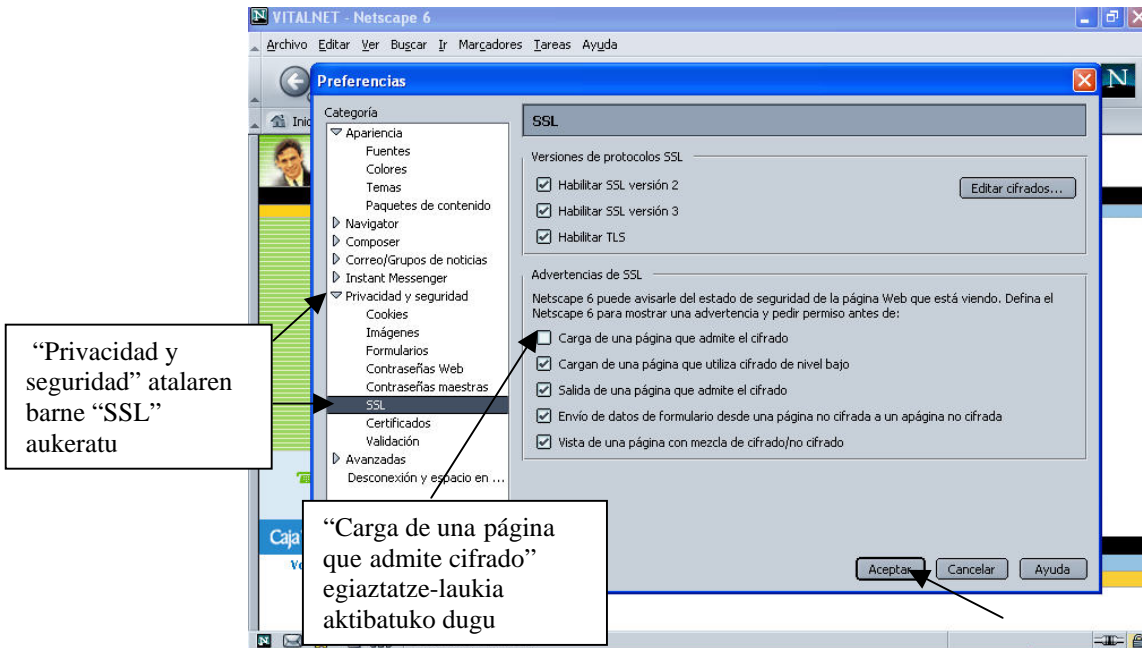 VITALNET - Netscape 6
Archivo Editar Ver Buscar Ir Marcadores Tareas Ayuda
Preferencias
N
Categoría
Apariencia
Fuentes
Colores
Temas
Paquetes de contenido
Navigator
Composer
Correo/Grupos de noticias
Instant Messenger
Privacidad y seguridad
Cookies
Imágenes
Formularios
Contraseñas Web
Contraseñas maestras
SSL
Certificados
Validación
Avanzadas
Desconexión y espacio en ...
SSL
Versiones de protocolos SSL
Habilitar SSL versión 2
Editar cifrados...
Habilitar SSL versión 3
Habilitar TLS
Advertencias de SSL
Netscape 6 puede avisarle del estado de seguridad de la página Web que está viendo. Defina el
Netscape 6 para mostrar una advertencia y pedir permiso antes de:
Carga de una página que admite el cifrado
Cargan de una página que utiliza cifrado de nivel bajo
Salida de una página que admite el cifrado
Envío de datos de formulario desde una página no cifrada a un apágina no cifrada
Vista de una página con mezcla de cifrado/no cifrado
Aceptar Cancelar Ayuda
“Privacidad y
seguridad” atalaren
barne “SSL”
aukeratu
“Carga de una página
que admite cifrado”
egiaztatze-laukia
aktibatuko dugu
Caja